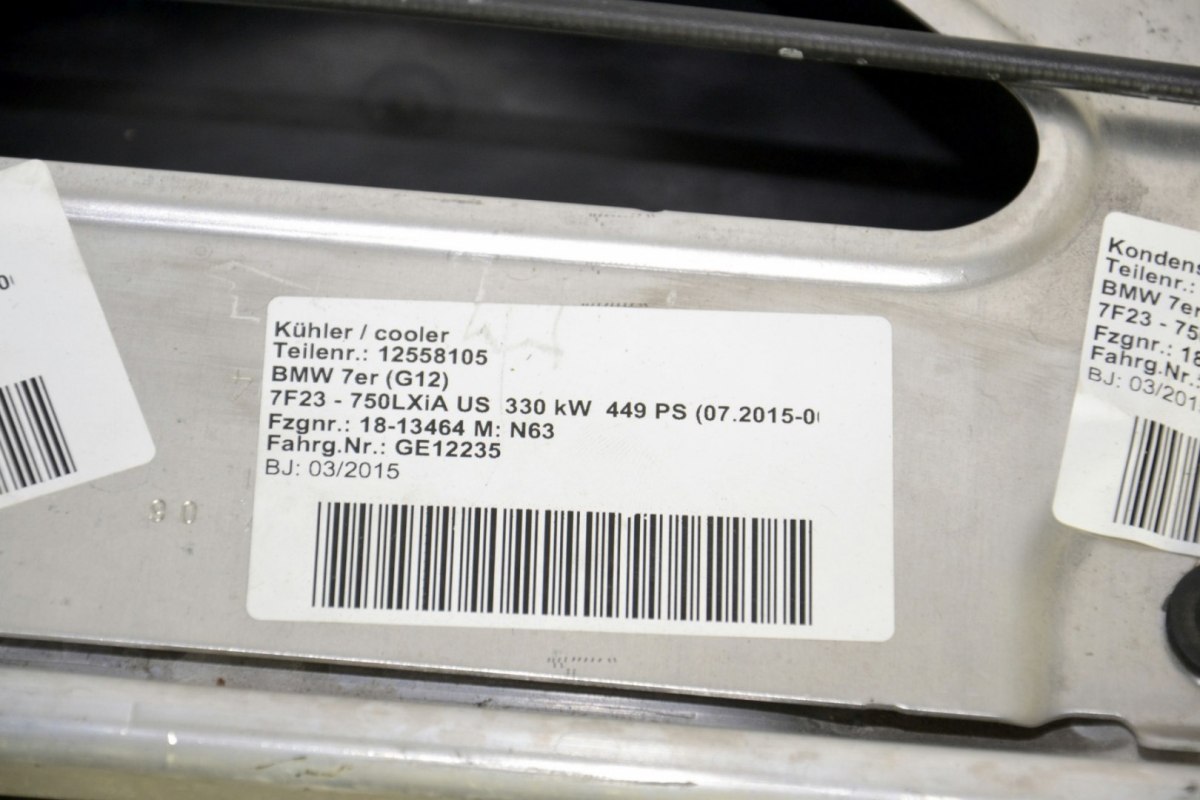 Kühler / cooler
Teilenr.: 12558105
BMW 7er (G12)
7F23 - 750LXiA US 330 kW 449 PS (07.2015-0
Fzgnr.: 18-13464 M: N63
Fahrg.Nr.: GE12235
BJ: 03/2015
Kondens
Teilenr.:
BMW 7er
7F23 - 75
Fzgnr.: 18
Fahrg.Nr.
BJ: 03/201
90